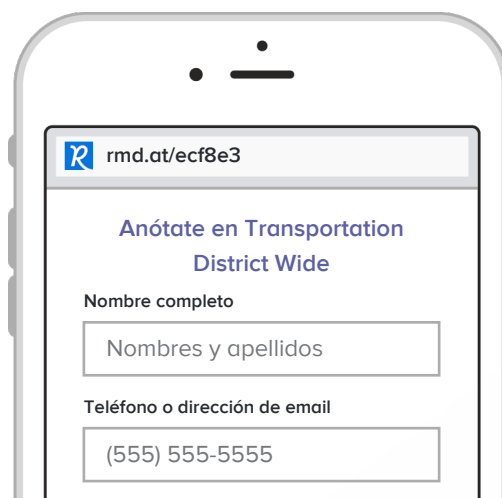 rmd.at/ecf8e3
Anótate en Transportation
District Wide
Nombre completo
Nombres y apellidos
Teléfono o dirección de email
(555) 555-5555